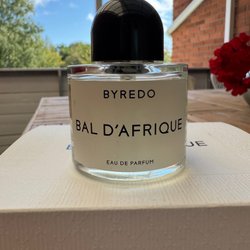 BYREDO
BAL D'AFRIQUE
EAU DE PARFUM